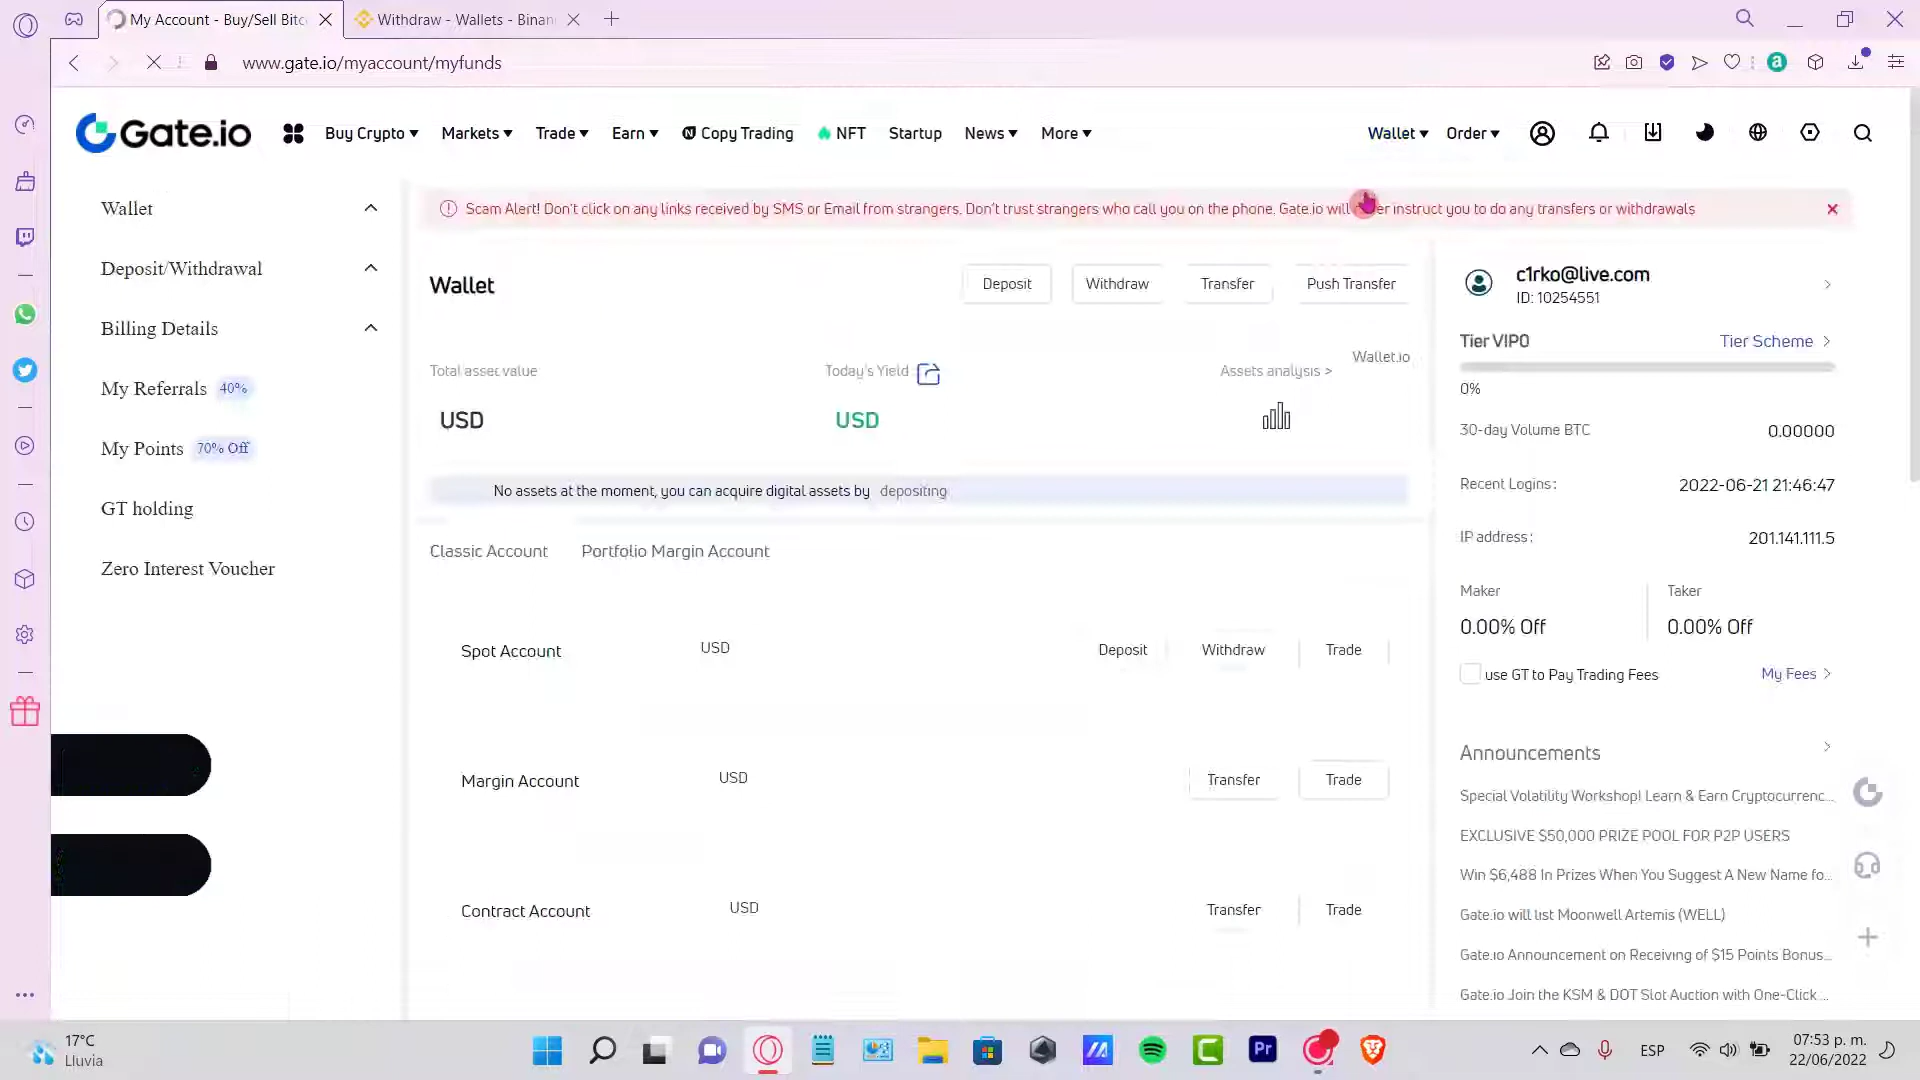 My Account - Buy/Sell Bitc
Withdraw - Wallets - Binan
www.gate.io/myaccount/myfunds
Gate.io
Buy Crypto
Markets
Trade
Earn
Copy Trading
NFT
Startup
News
More
Wallet
Order
Scam Alert! Don't click on any links received by SMS or Email from strangers. Don't trust strangers who call you on the phone. Gate.io will er instruct you to do any transfers or withdrawals
Wallet
Deposit/Withdrawal
Billing Details
My Referrals 40%
My Points 70% Off
GT holding
Zero Interest Voucher
Wallet
Deposit
Withdraw
Transfer
Push Transfer
Total asset value
Today's Yield
Assets analysis >
Wallet.io
USD
USD
No assets at the moment, you can acquire digital assets by depositing
Classic Account
Portfolio Margin Account
Spot Account
USD
Deposit
Withdraw
Trade
Margin Account
USD
Transfer
Trade
Contract Account
USD
Transfer
Trade
c1rko@live.com
ID: 10254551
Tier VIP0
Tier Scheme >
0%
30-day Volume BTC
0.00000
Recent Logins:
2022-06-21 21:46:47
IP address:
201.141.111.5
Maker
Taker
0.00% Off
0.00% Off
use GT to Pay Trading Fees
My Fees >
Announcements
Special Volatility Workshop! Learn & Earn Cryptocurrenc...
EXCLUSIVE $50,000 PRIZE POOL FOR P2P USERS
Win $6,488 In Prizes When You Suggest A New Name fo...
Gate.io will list Moonwell Artemis (WELL)
Gate.io Announcement on Receiving of $15 Points Bonus...
Gate.io Join the KSM & DOT Slot Auction with One-Click ...
17°C
Lluvia
Pr
ESP
07:53 p. m.
22/06/2022